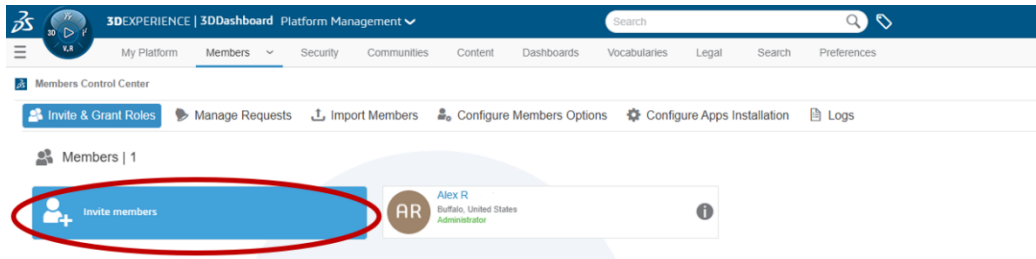 3DEXPERIENCE | 3DDashboard Platform Management
Search
3D
V.R
My Platform Members Security Communities Content Dashboards Vocabularies Legal Search Preferences
Members Control Center
Invite & Grant Roles Manage Requests Import Members Configure Members Options Configure Apps Installation Logs
Members | 1
Invite members
AR
Alex R
Buffalo, United States
Administrator